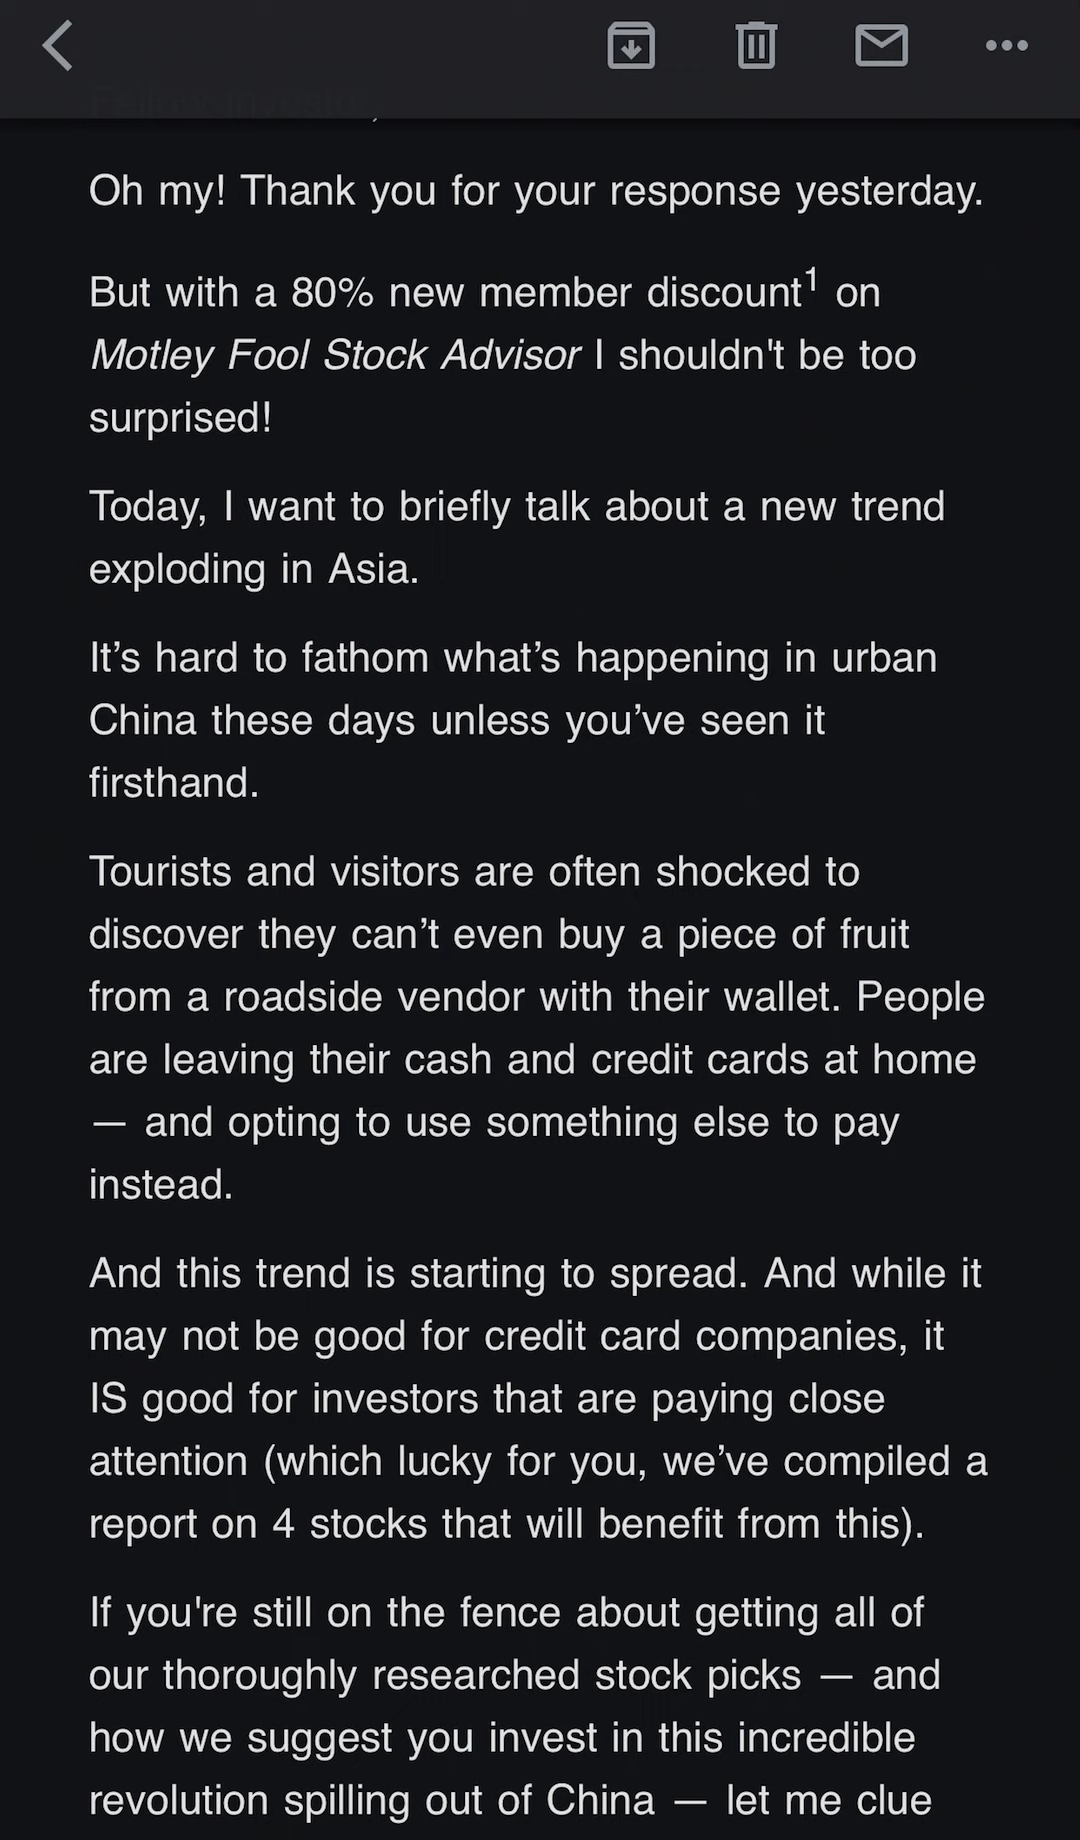 Fellow Investor,
Oh my! Thank you for your response yesterday.
But with a 80% new member discount¹ on
Motley Fool Stock Advisor I shouldn't be too
surprised!
Today, I want to briefly talk about a new trend
exploding in Asia.
It’s hard to fathom what’s happening in urban
China these days unless you’ve seen it
firsthand.
Tourists and visitors are often shocked to
discover they can’t even buy a piece of fruit
from a roadside vendor with their wallet. People
are leaving their cash and credit cards at home
— and opting to use something else to pay
instead.
And this trend is starting to spread. And while it
may not be good for credit card companies, it
IS good for investors that are paying close
attention (which lucky for you, we’ve compiled a
report on 4 stocks that will benefit from this).
If you're still on the fence about getting all of
our thoroughly researched stock picks — and
how we suggest you invest in this incredible
revolution spilling out of China — let me clue